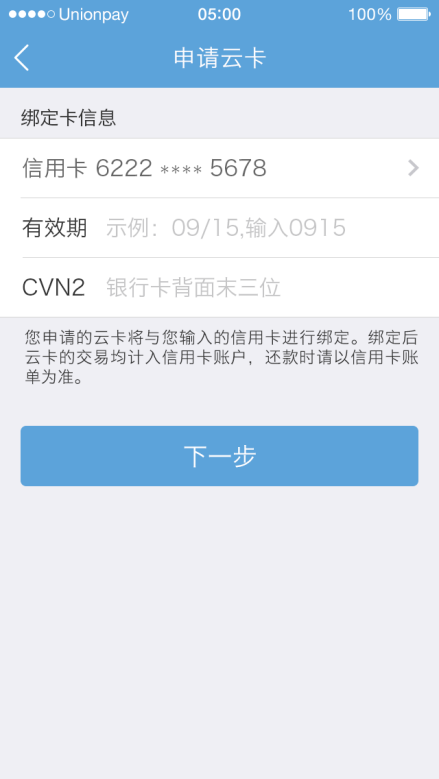 Unionpay 05:00 100%
申请云卡
绑定卡信息
信用卡 6222 **** 5678
有效期 示例：09/15,输入0915
CVN2 银行卡背面末三位
您申请的云卡将与您输入的信用卡进行绑定。绑定后
云卡的交易均计入信用卡账户，还款时请以信用卡账
单为准。
下一步